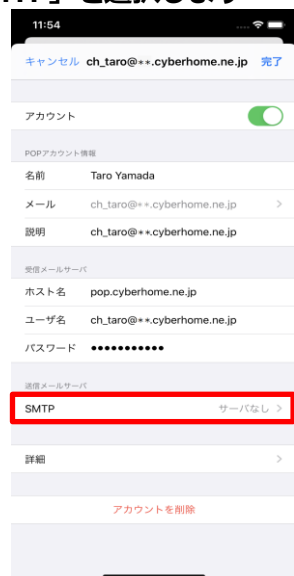 」を選択します
11:54
キャンセル ch_taro@**.cyberhome.ne.jp 完了
アカウント
POPアカウント情報
名前 Taro Yamada
メール ch_taro@**.cyberhome.ne.jp
説明 ch_taro@**.cyberhome.ne.jp
受信メールサーバ
ホスト名 pop.cyberhome.ne.jp
ユーザ名 ch_taro@**.cyberhome.ne.jp
パスワード ●●●●●●●●●●●
送信メールサーバ
SMTP サーバなし
詳細
アカウントを削除